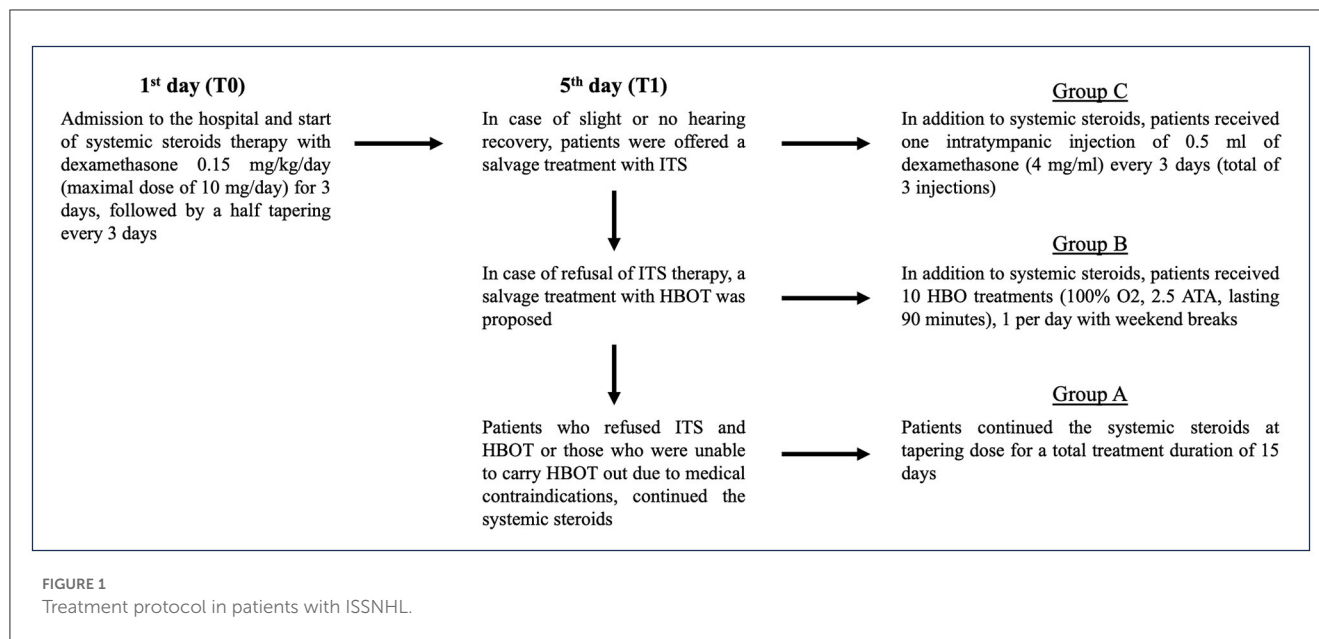 1st day (T0)
Admission to the hospital and start
of systemic steroids therapy with
dexamethasone 0.15 mg/kg/day
(maximal dose of 10 mg/day) for 3
days, followed by a half tapering
every 3 days
5th day (T1)
In case of slight or no hearing
recovery, patients were offered a
salvage treatment with ITS
Group C
In addition to systemic steroids, patients received
one intratympanic injection of 0.5 ml of
dexamethasone (4 mg/ml) every 3 days (total of
3 injections)
In case of refusal of ITS therapy, a
salvage treatment with HBOT was
proposed
Group B
In addition to systemic steroids, patients received
10 HBO treatments (100% O2, 2.5 ATA, lasting
90 minutes), 1 per day with weekend breaks
Patients who refused ITS and
HBOT or those who were unable
to carry HBOT out due to medical
contraindications, continued the
systemic steroids
Group A
Patients continued the systemic steroids at
tapering dose for a total treatment duration of 15
days
FIGURE 1
Treatment protocol in patients with ISSNHL.